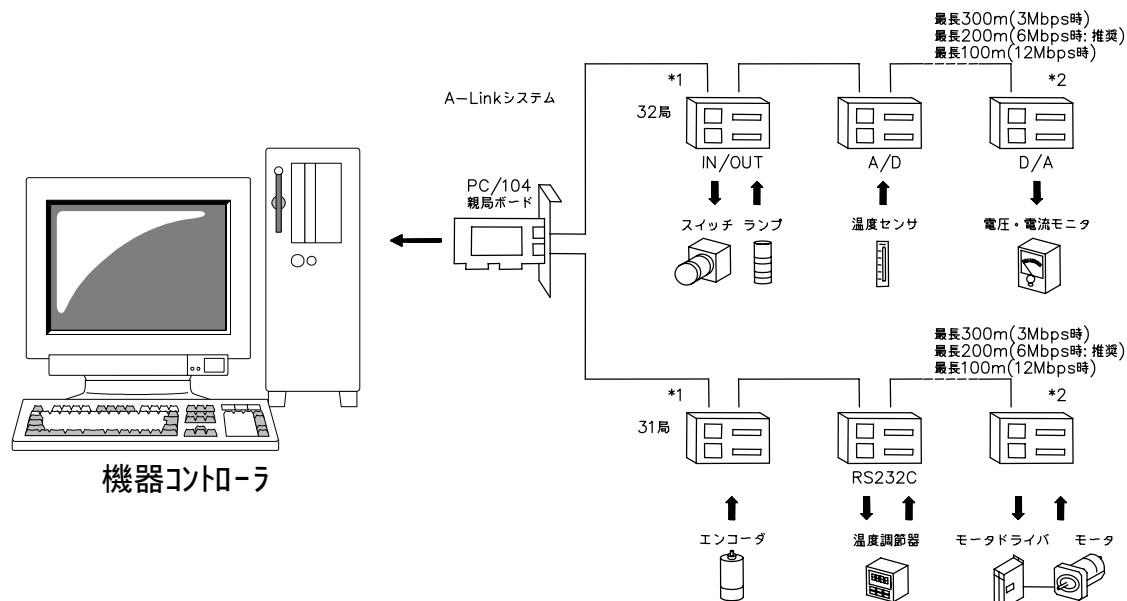 最長300m(3Mbps時)
最長200m(6Mbps時:推奨)
最長100m(12Mbps時)
*1
*2
A-Linkシステム
32局
IN/OUT
A/D
D/A
PC/104
親局ボード
スイッチ ランプ
温度センサ
電圧・電流モニタ
最長300m(3Mbps時)
最長200m(6Mbps時:推奨)
最長100m(12Mbps時)
*1
*2
31局
RS232C
機器コントローラ
エンコーダ
温度調節器
モータドライバ モータ